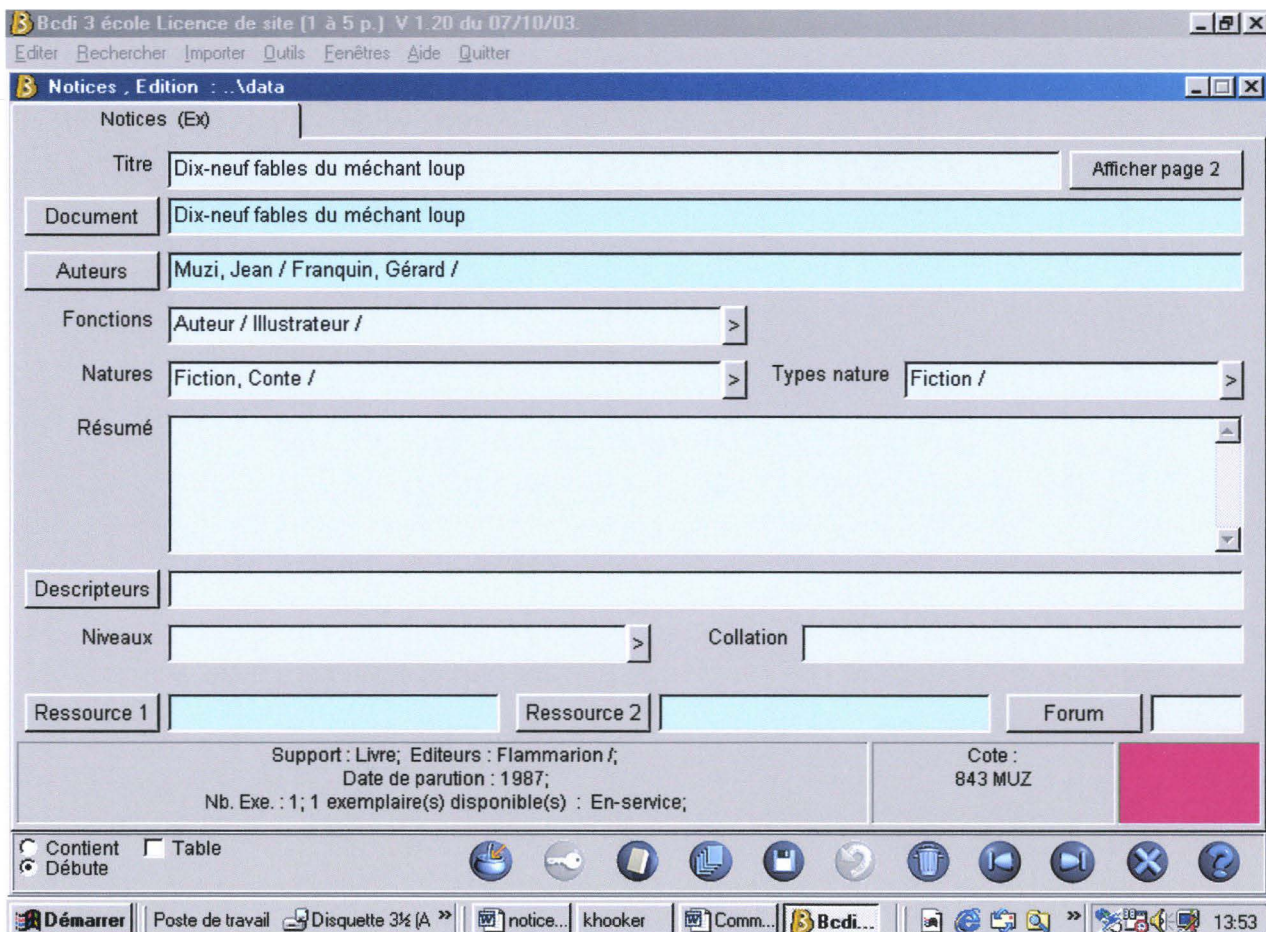 Bcdi 3 école Licence de site (1 à 5 p.) V 1.20 du 07/10/03.
Editer Rechercher Importer Outils Fenêtres Aide Quitter
Notices , Edition : ..\data
Notices (Ex)
Titre Dix-neuf fables du méchant loup Afficher page 2
Document Dix-neuf fables du méchant loup
Auteurs Muzi, Jean / Franquin, Gérard /
Fonctions Auteur / Illustrateur / >
Natures Fiction, Conte / > Types nature Fiction / >
Résumé
Descripteurs
Niveaux > Collation
Ressource 1 Ressource 2 Forum
Support : Livre; Editeurs : Flammarion /; Cote :
Date de parution : 1987; 843 MUZ
Nb. Exe. : 1; 1 exemplaire(s) disponible(s) : En-service;
Contient Table
Débute
Démarrer Poste de travail Disquette 3½ (A » notice... khooker Comm... Bcdi... » 13:53